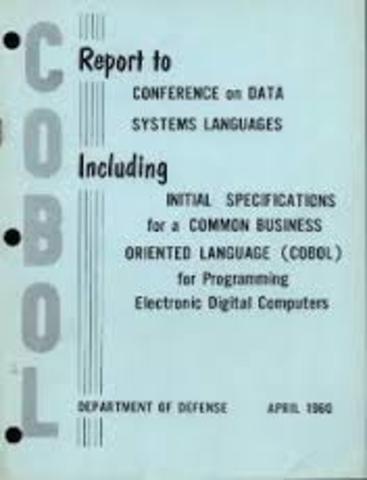 COBOL
Report to
CONFERENCE on DATA
SYSTEMS LANGUAGES
Including
INITIAL SPECIFICATIONS
for a COMMON BUSINESS
ORIENTED LANGUAGE (COBOL)
for Programming
Electronic Digital Computers
DEPARTMENT OF DEFENSE APRIL 1960